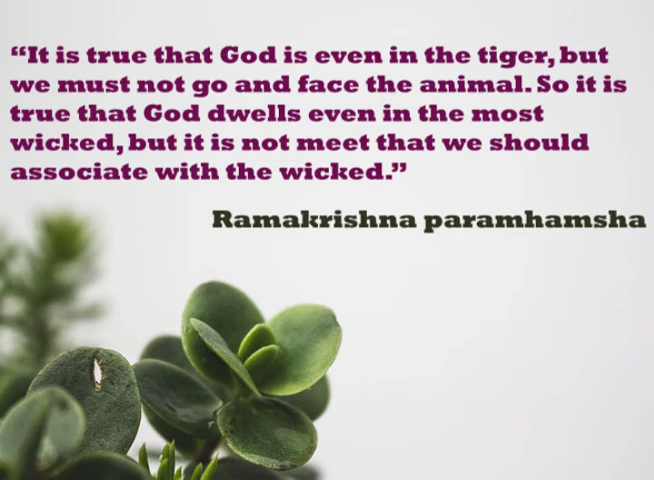 “It is true that God is even in the tiger, but
we must not go and face the animal. So it is
true that God dwells even in the most
wicked, but it is not meet that we should
associate with the wicked.”
Ramakrishna paramhamsha